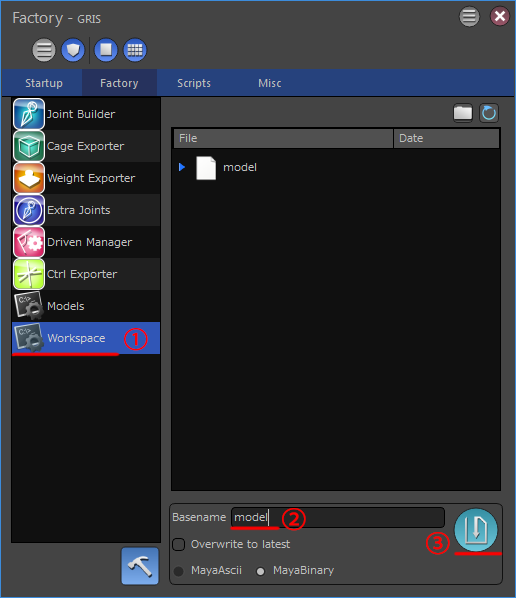 Factory - GRIS
Startup Factory Scripts Misc
Joint Builder
Cage Exporter
Weight Exporter
Extra Joints
Driven Manager
Ctrl Exporter
Models
Workspace ①
File Date
model
Basename model ②
Overwrite to latest ③
MayaAscii MayaBinary